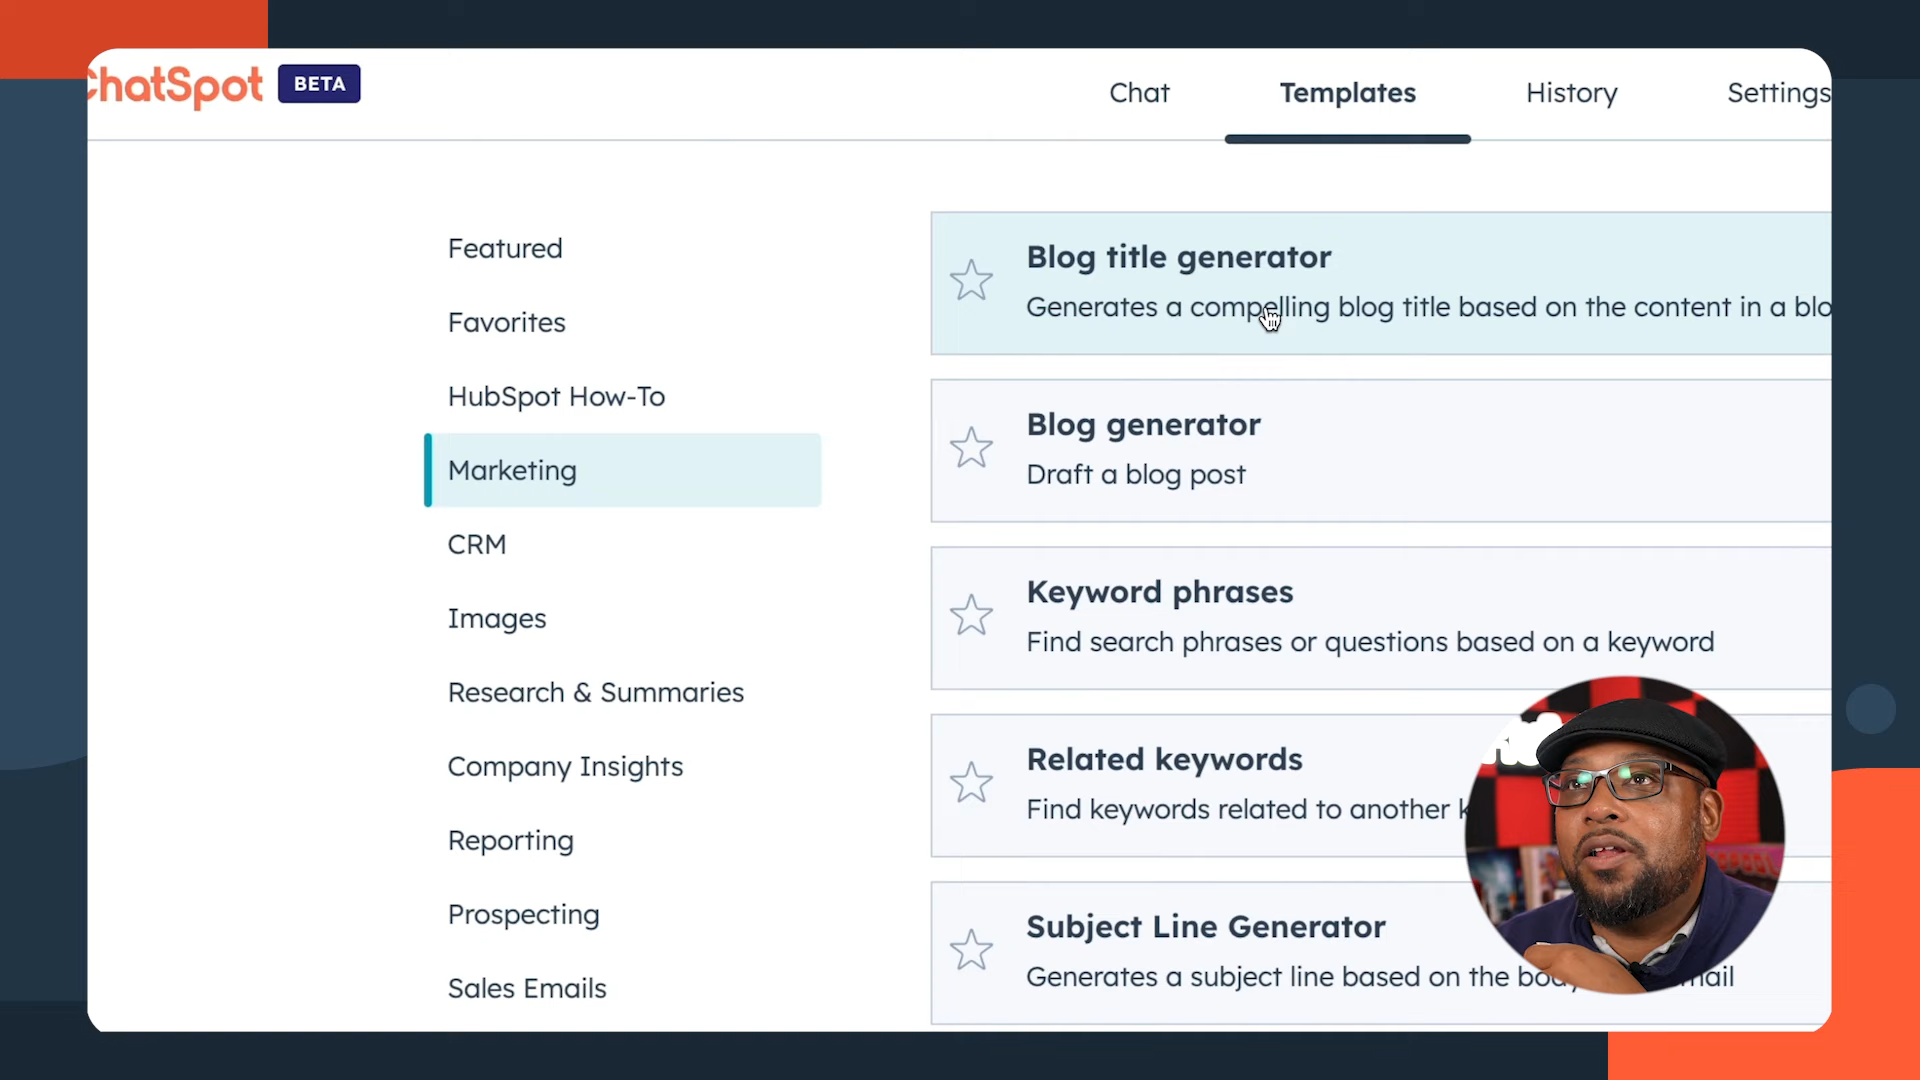 ChatSpot BETA
Chat
Templates
History
Settings
Featured
Favorites
HubSpot How-To
Marketing
CRM
Images
Research & Summaries
Company Insights
Reporting
Prospecting
Sales Emails
Blog title generator
Generates a compelling blog title based on the content in a blo
Blog generator
Draft a blog post
Keyword phrases
Find search phrases or questions based on a keyword
Related keywords
Find keywords related to another
Subject Line Generator
Generates a subject line based on the